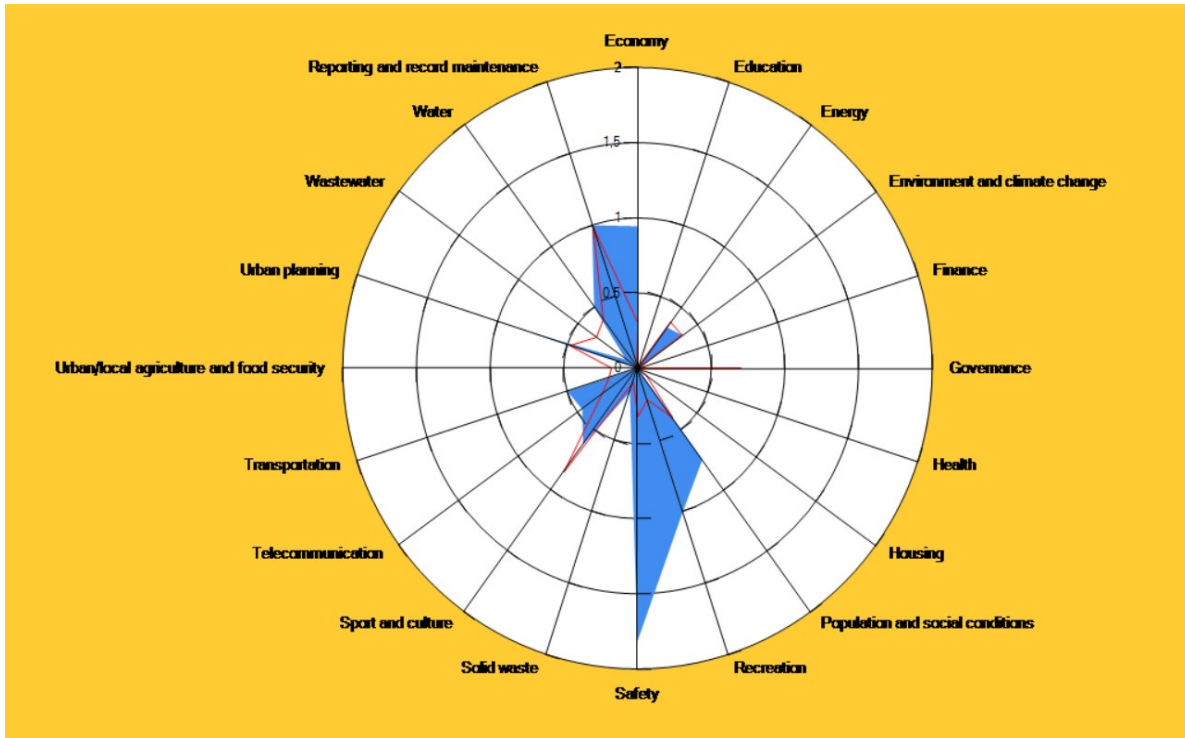 Economy
Reporting and record maintenance
2
Education
Water
Energy
1,5
Wastewater
Environment and climate change
1
Urban planning
Finance
0,5
Urban/local agriculture and food security
0
Governance
Transportation
Health
Telecommunication
Housing
Sport and culture
Population and social conditions
Solid waste
Recreation
Safety